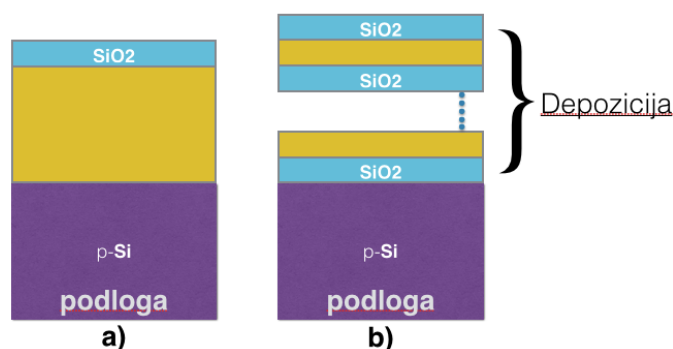 SiO2
p-Si
podloga
a)
SiO2
SiO2
SiO2
p-Si
podloga
b)
Depozicija